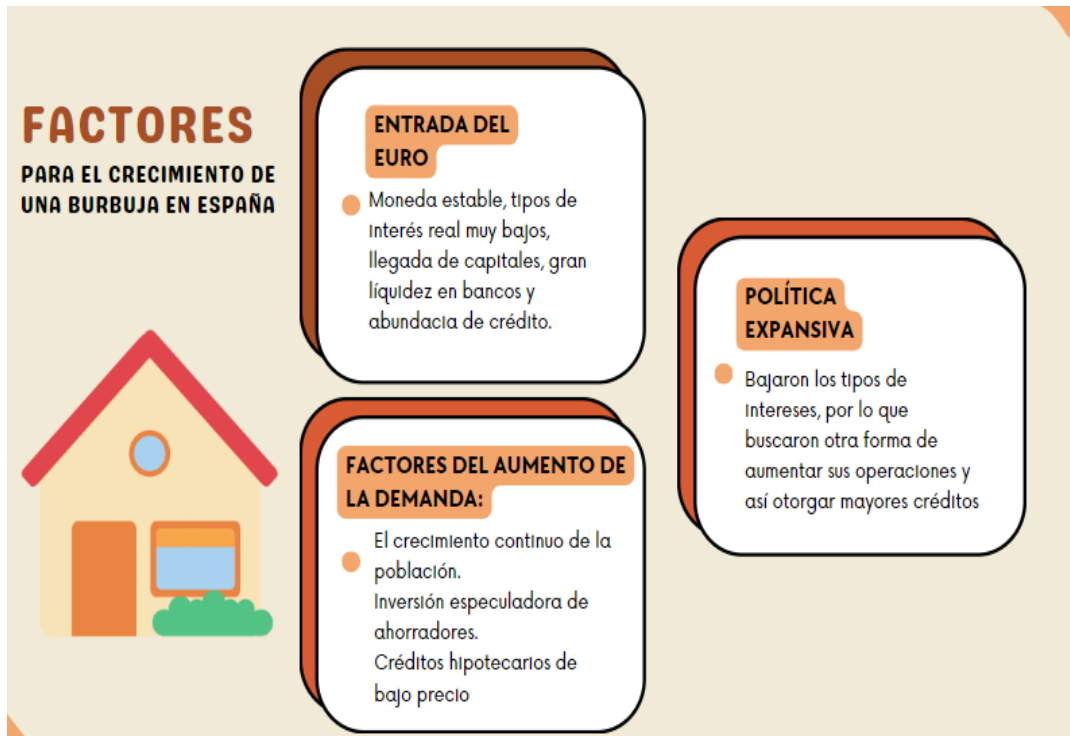 FACTORES
PARA EL CRECIMIENTO DE
UNA BURBUJA EN ESPAÑA
ENTRADA DEL
EURO
Moneda estable, tipos de
interés real muy bajos,
llegada de capitales, gran
líquidez en bancos y
abundacia de crédito.
FACTORES DEL AUMENTO DE
LA DEMANDA:
El crecimiento continuo de la
población.
Inversión especuladora de
ahorradores.
Créditos hipotecarios de
bajo precio
POLÍTICA
EXPANSIVA
Bajaron los tipos de
intereses, por lo que
buscaron otra forma de
aumentar sus operaciones y
así otorgar mayores créditos